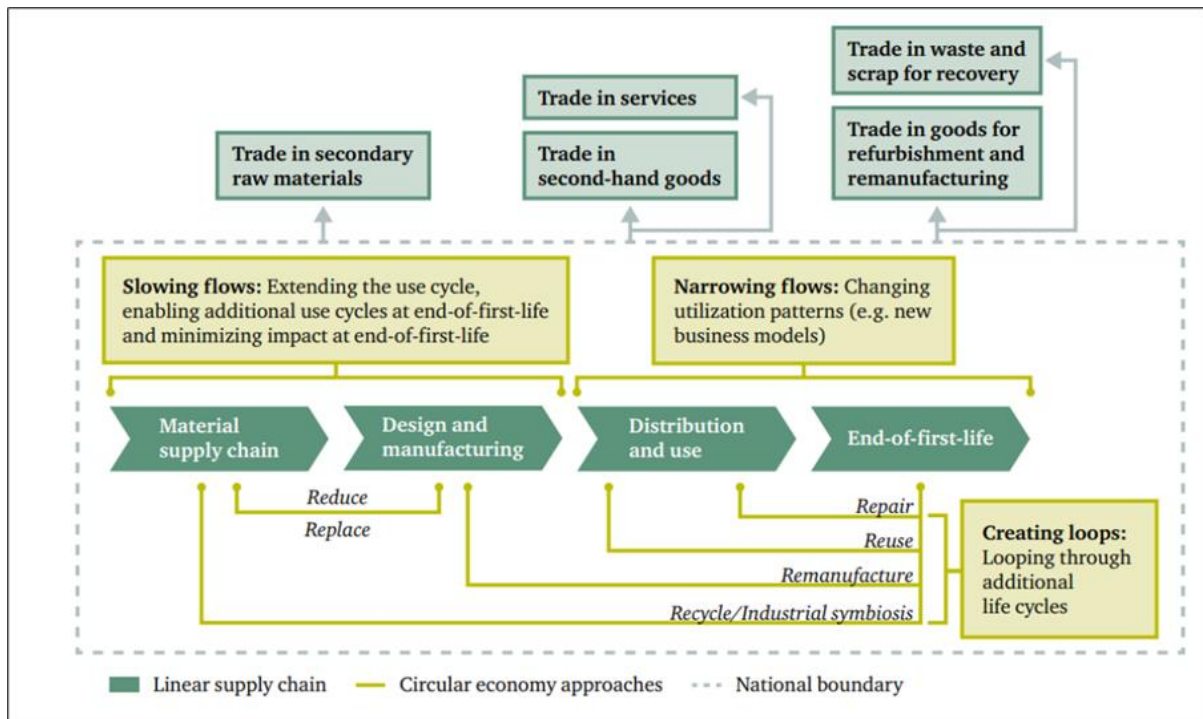 Trade in waste and
scrap for recovery
Trade in services
Trade in goods for
refurbishment and
remanufacturing
Trade in secondary
raw materials
Trade in
second-hand goods
Slowing flows: Extending the use cycle,
enabling additional use cycles at end-of-first-life
and minimizing impact at end-of-first-life
Narrowing flows: Changing
utilization patterns (e.g. new
business models)
Material
supply chain
Design and
manufacturing
Distribution
and use
End-of-first-life
Reduce
Replace
Repair
Reuse
Remanufacture
Recycle/Industrial symbiosis
Creating loops:
Looping through
additional
life cycles
Linear supply chain
Circular economy approaches
National boundary